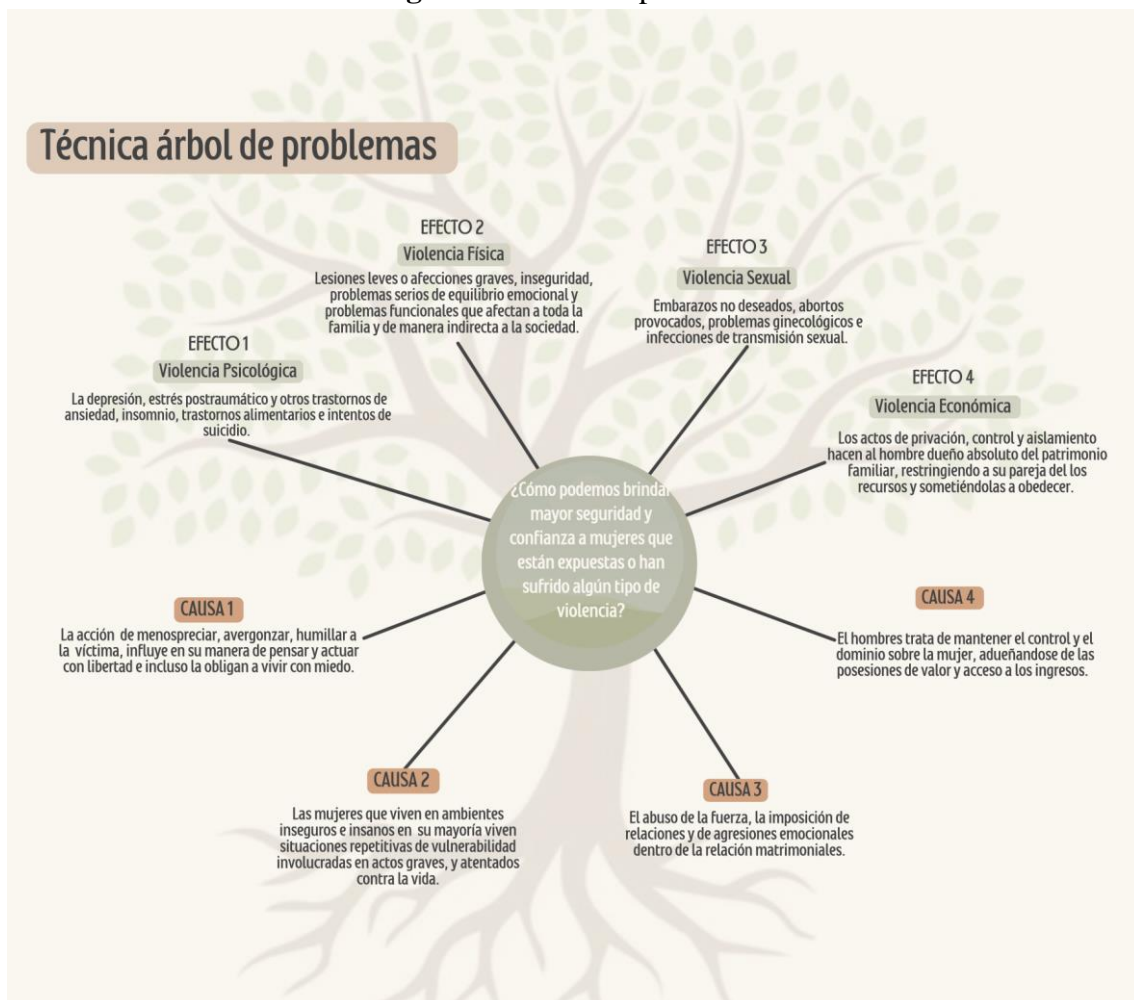 Técnica árbol de problemas
EFECTO 2
Violencia Física
Lesiones leves o afecciones graves, inseguridad,
problemas serios de equilibrio emocional y
problemas funcionales que afectan a toda la
familia y de manera indirecta a la sociedad.
EFECTO 3
Violencia Sexual
Embarazos no deseados, abortos
provocados, problemas ginecológicos e
infecciones de transmisión sexual.
EFECTO 1
Violencia Psicológica
La depresión, estrés postraumático y otros trastornos de
ansiedad, insomnio, trastornos alimentarios e intentos de
suicidio.
EFECTO 4
Violencia Económica
Los actos de privación, control y aislamiento
hacen al hombre dueño absoluto del patrimonio
familiar, restringiendo a su pareja del los
recursos y sometiéndolas a obedecer.
¿Cómo podemos brindar
mayor seguridad y
confianza a mujeres que
están expuestas o han
sufrido algún tipo de
violencia?
CAUSA 1
La acción de menospreciar, avergonzar, humillar a
la víctima, influye en su manera de pensar y actuar
con libertad e incluso la obligan a vivir con miedo.
CAUSA 4
El hombres trata de mantener el control y el
dominio sobre la mujer, adueñandose de las
posesiones de valor y acceso a los ingresos.
CAUSA 2
Las mujeres que viven en ambientes
inseguros e insanos en su mayoría viven
situaciones repetitivas de vulnerabilidad
involucradas en actos graves, y atentados
contra la vida.
CAUSA 3
El abuso de la fuerza, la imposición de
relaciones y de agresiones emocionales
dentro de la relación matrimoniales.